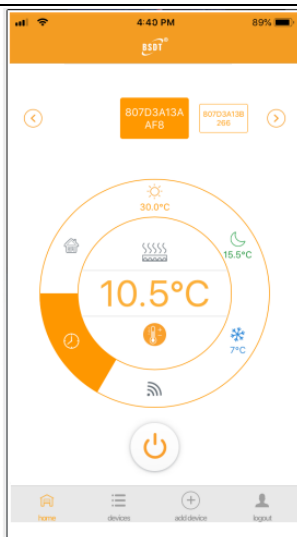 4:40 PM
89%
BSDT®
807D3A13A
AF8
807D3A13B
266
30.0°C
15.5°C
10.5°C
7°C
home
devices
add device
logout